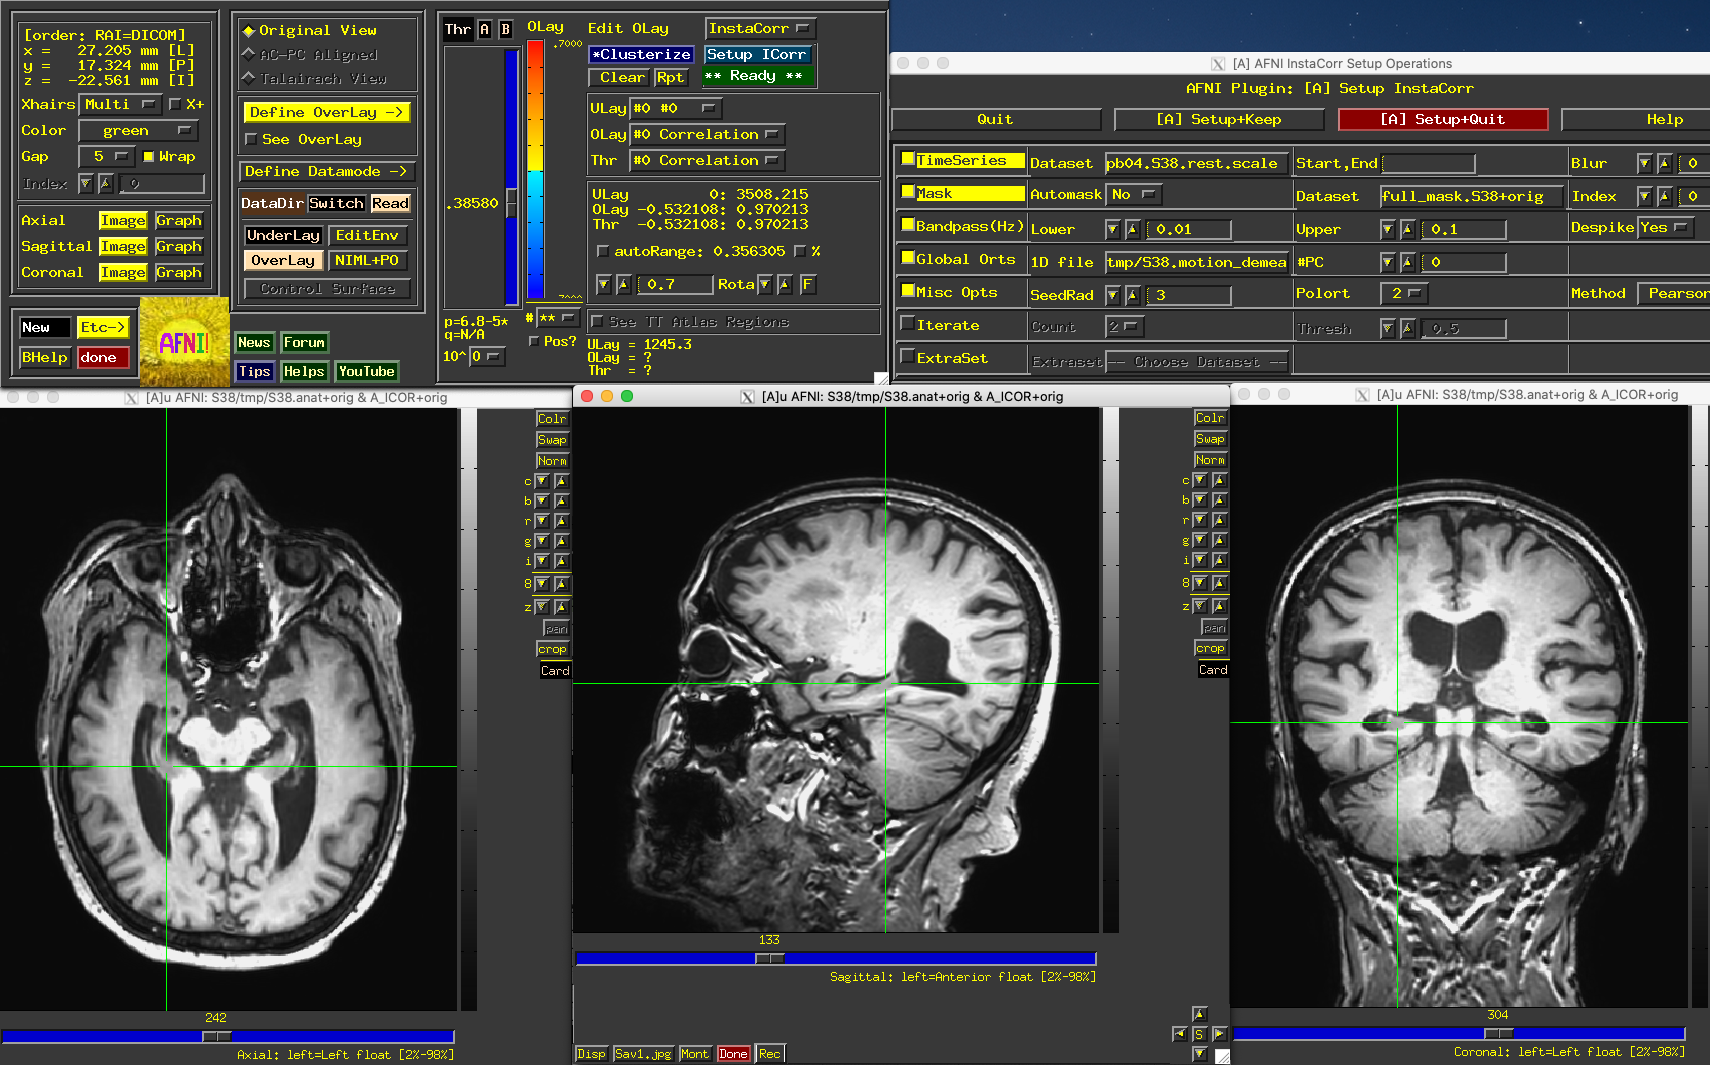 [order: RAI=DICOM]
x = 27.205 mm [L]
y = 17.324 mm [P]
z = -22.561 mm [I]
Xhairs Multi X+
Color green
Gap 5 Wrap
Index 0
Axial Image Graph
Sagittal Image Graph
Coronal Image Graph
New Etc->
BHelp done
AFNI!
Original View
AC-PC Aligned
Talairach View
Define OverLay ->
See OverLay
Define Datamode ->
DataDir Switch Read
UnderLay EditEnv
OverLay NIML+PO
Control Surface
News Forum
Tips Helps YouTube
Thr A B
OLay
.7000
.38580
p=6.8-5*
q=N/A
10^ 0
# **
Pos?
Edit OLay InstaCorr
*Clusterize Setup ICorr
Clear Rpt ** Ready **
ULay #0 #0
OLay #0 Correlation
Thr #0 Correlation
ULay 0: 3508.215
OLay -0.532108: 0.970213
Thr -0.532108: 0.970213
autoRange: 0.356305 %
0.7 Rota F
See TT Atlas Regions
ULay = 1245.3
OLay = ?
Thr = ?
[A] AFNI InstaCorr Setup Operations
AFNI Plugin: [A] Setup InstaCorr
Quit [A] Setup+Keep [A] Setup+Quit Help
TimeSeries Dataset pb04.S38.rest.scale Start,End Blur 0
Mask Automask No Dataset full_mask.S38+orig Index 0
Bandpass(Hz) Lower 0.01 Upper 0.1 Despike Yes
Global Orts 1D file tmp/S38.motion_demea #PC 0
Misc Opts SeedRad 3 Polort 2 Method Pearson
Iterate Count 2 Thresh 0.5
ExtraSet Extraset -- Choose Dataset --
[A]u AFNI: S38/tmp/S38.anat+orig & A_ICOR+orig
Colr
Swap
Norm
c
b
r
g
i
8
z
pan
crop
Card
242
Axial: left=Left float [2%-98%]
[A]u AFNI: S38/tmp/S38.anat+orig & A_ICOR+orig
Colr
Swap
Norm
c
b
r
g
i
8
z
pan
crop
Card
133
Sagittal: left=Anterior float [2%-98%]
Disp Sav1.jpg Mont Done Rec
S
[A]u AFNI: S38/tmp/S38.anat+orig & A_ICOR+orig
304
Coronal: left=Left float [2%-98%]